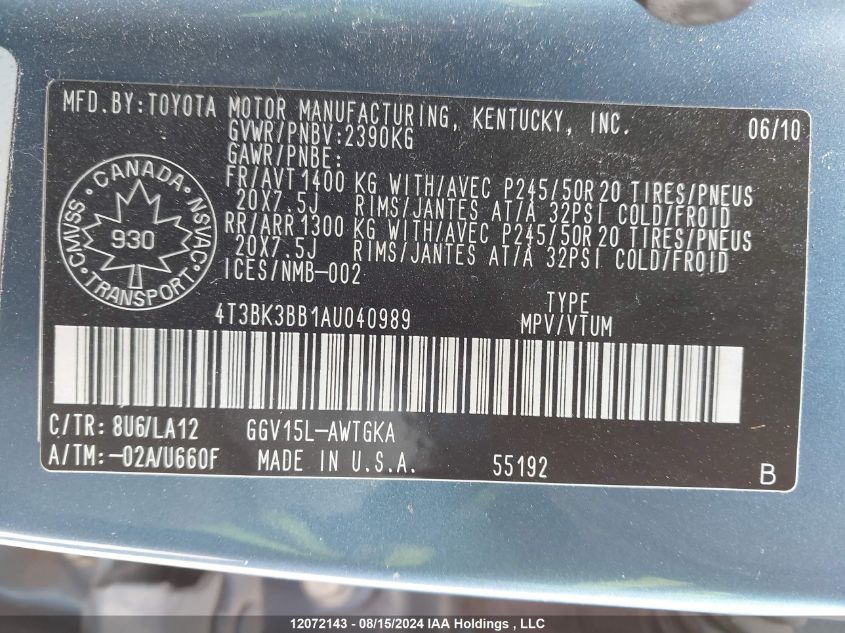 MFD.BY:TOYOTA MOTOR MANUFACTURING, KENTUCKY, INC. 06/10
GVWR/PNBV:2390KG
GAWR/PNBE:
FR/AVT 1400 KG WITH/AVEC P245/50R20 TIRES/PNEUS
20X7.5J RIMS/JANTES AT/A 32PSI COLD/FROID
RR/ARR 1300 KG WITH/AVEC P245/50R20 TIRES/PNEUS
20X7.5J RIMS/JANTES AT/A 32PSI COLD/FROID
ICES/NMB-002
CANADA
CMVSS 930 NSVAC
TRANSPORT
4T3BK3BB1AU040989
TYPE
MPV/VTUM
C/TR: 8U6/LA12 GGV15L-AWTGKA
A/TM:-02A/U660F MADE IN U.S.A. 55192 B
12072143 - 08/15/2024 IAA Holdings, LLC